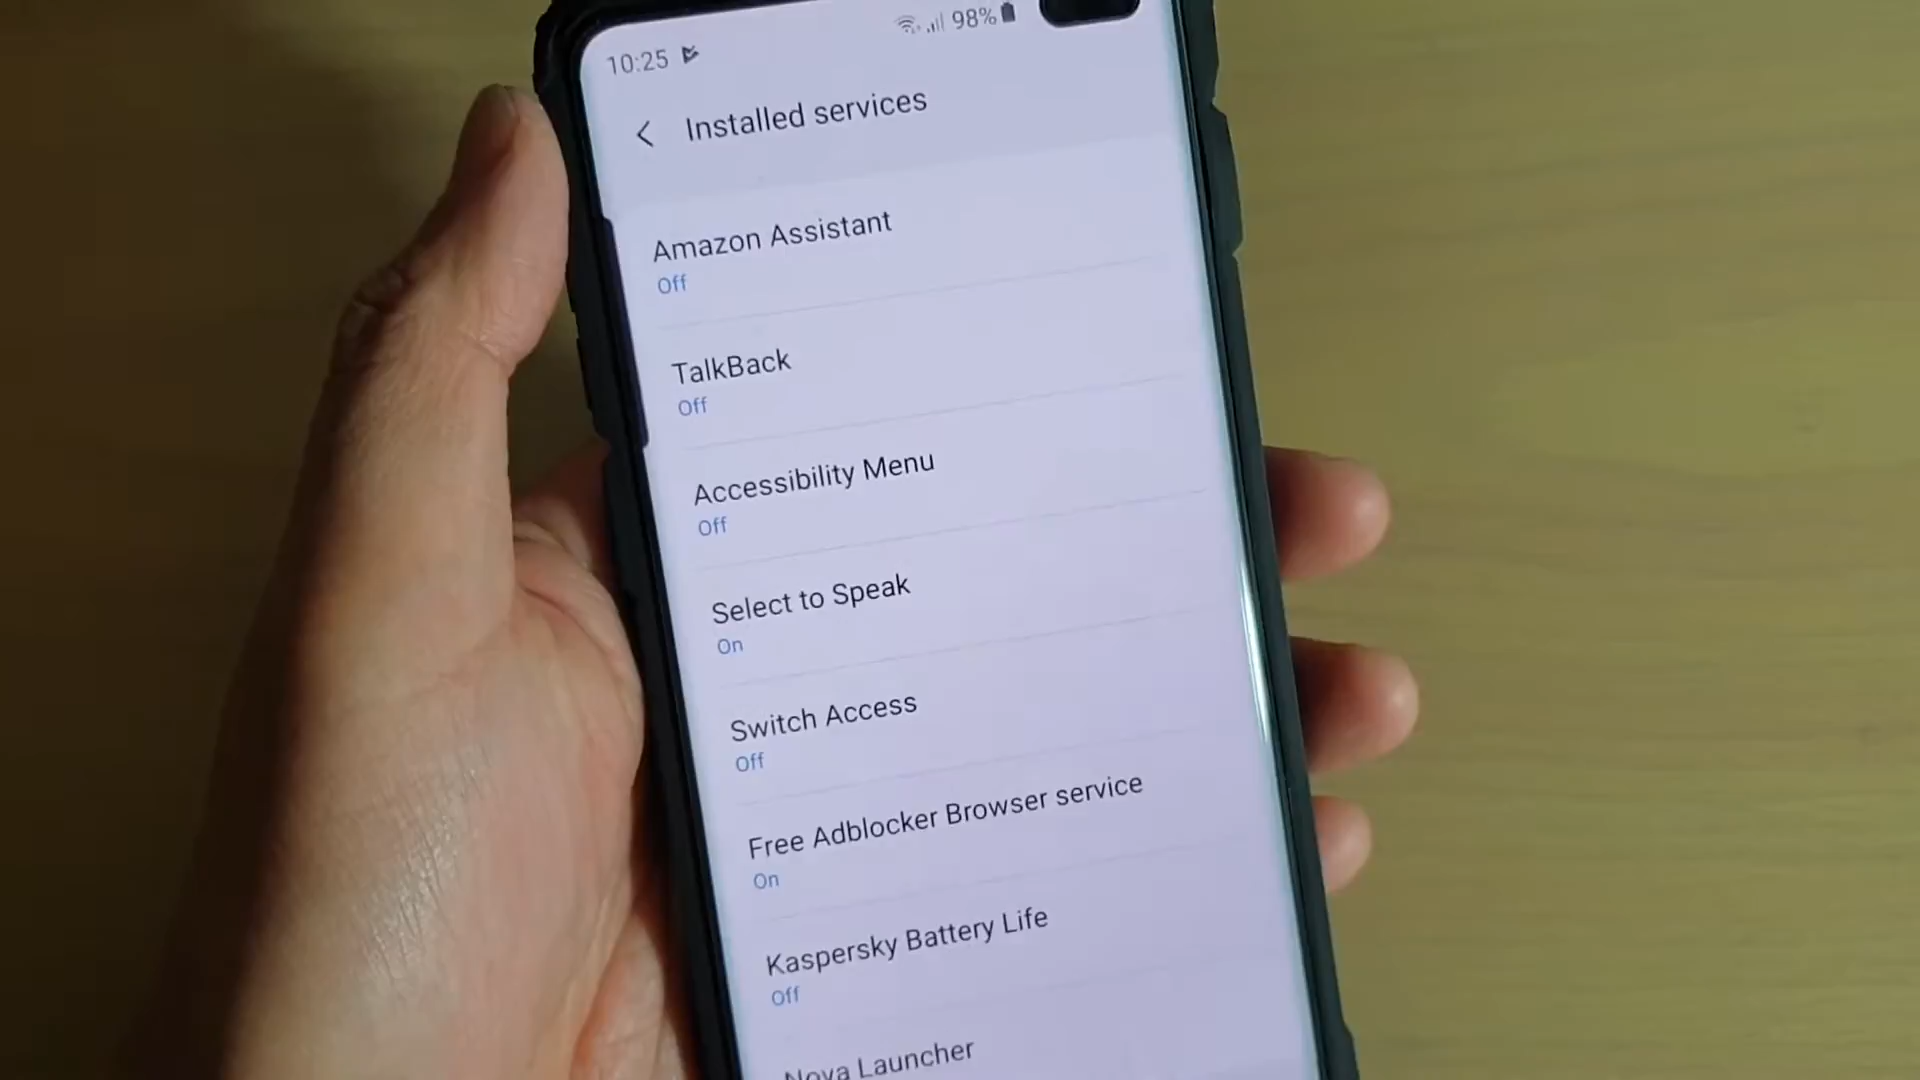 10:25 98%
Installed services
Amazon Assistant
Off
TalkBack
Off
Accessibility Menu
Off
Select to Speak
On
Switch Access
Off
Free Adblocker Browser service
On
Kaspersky Battery Life
Off
Nova Launcher